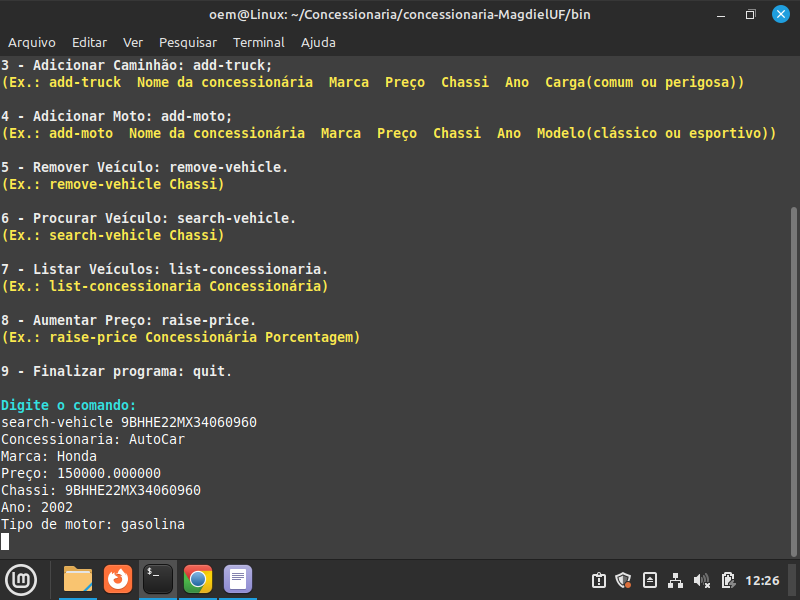 oem@Linux: ~/Concessionaria/concessionaria-MagdielUF/bin
Arquivo Editar Ver Pesquisar Terminal Ajuda
3 - Adicionar Caminhão: add-truck;
(Ex.: add-truck  Nome da concessionária  Marca  Preço  Chassi  Ano  Carga(comum ou perigosa))
4 - Adicionar Moto: add-moto;
(Ex.: add-moto  Nome da concessionária  Marca  Preço  Chassi  Ano  Modelo(clássico ou esportivo))
5 - Remover Veículo: remove-vehicle.
(Ex.: remove-vehicle Chassi)
6 - Procurar Veículo: search-vehicle.
(Ex.: search-vehicle Chassi)
7 - Listar Veículos: list-concessionaria.
(Ex.: list-concessionaria Concessionária)
8 - Aumentar Preço: raise-price.
(Ex.: raise-price Concessionária Porcentagem)
9 - Finalizar programa: quit.
Digite o comando:
search-vehicle 9BHHE22MX34060960
Concessionaria: AutoCar
Marca: Honda
Preço: 150000.000000
Chassi: 9BHHE22MX34060960
Ano: 2002
Tipo de motor: gasolina
12:26